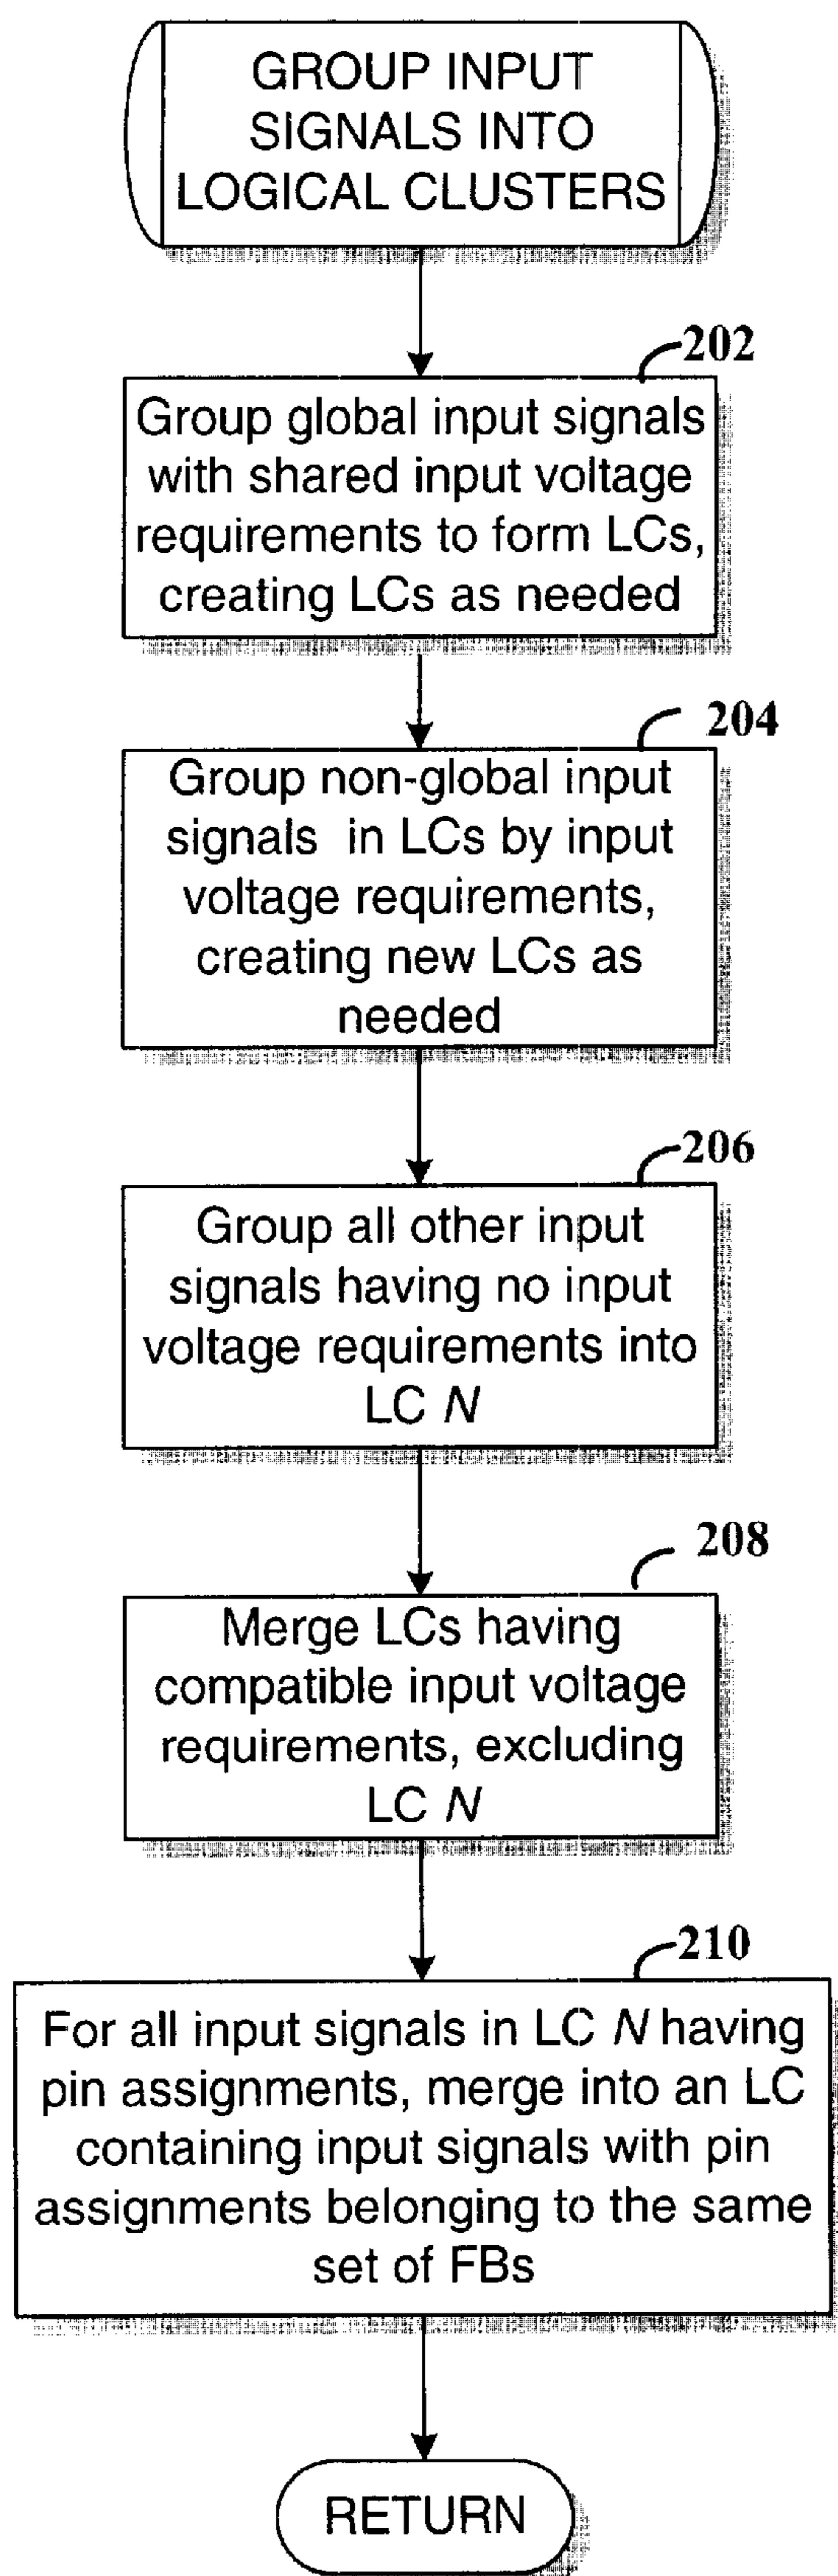 GROUP INPUT
SIGNALS INTO
LOGICAL CLUSTERS
202
Group global input signals
with shared input voltage
requirements to form LCs,
creating LCs as needed
204
Group non-global input
signals in LCs by input
voltage requirements,
creating new LCs as
needed
206
Group all other input
signals having no input
voltage requirements into
LC N
208
Merge LCs having
compatible input voltage
requirements, excluding
LC N
210
For all input signals in LC N having
pin assignments, merge into an LC
containing input signals with pin
assignments belonging to the same
set of FBs
RETURN